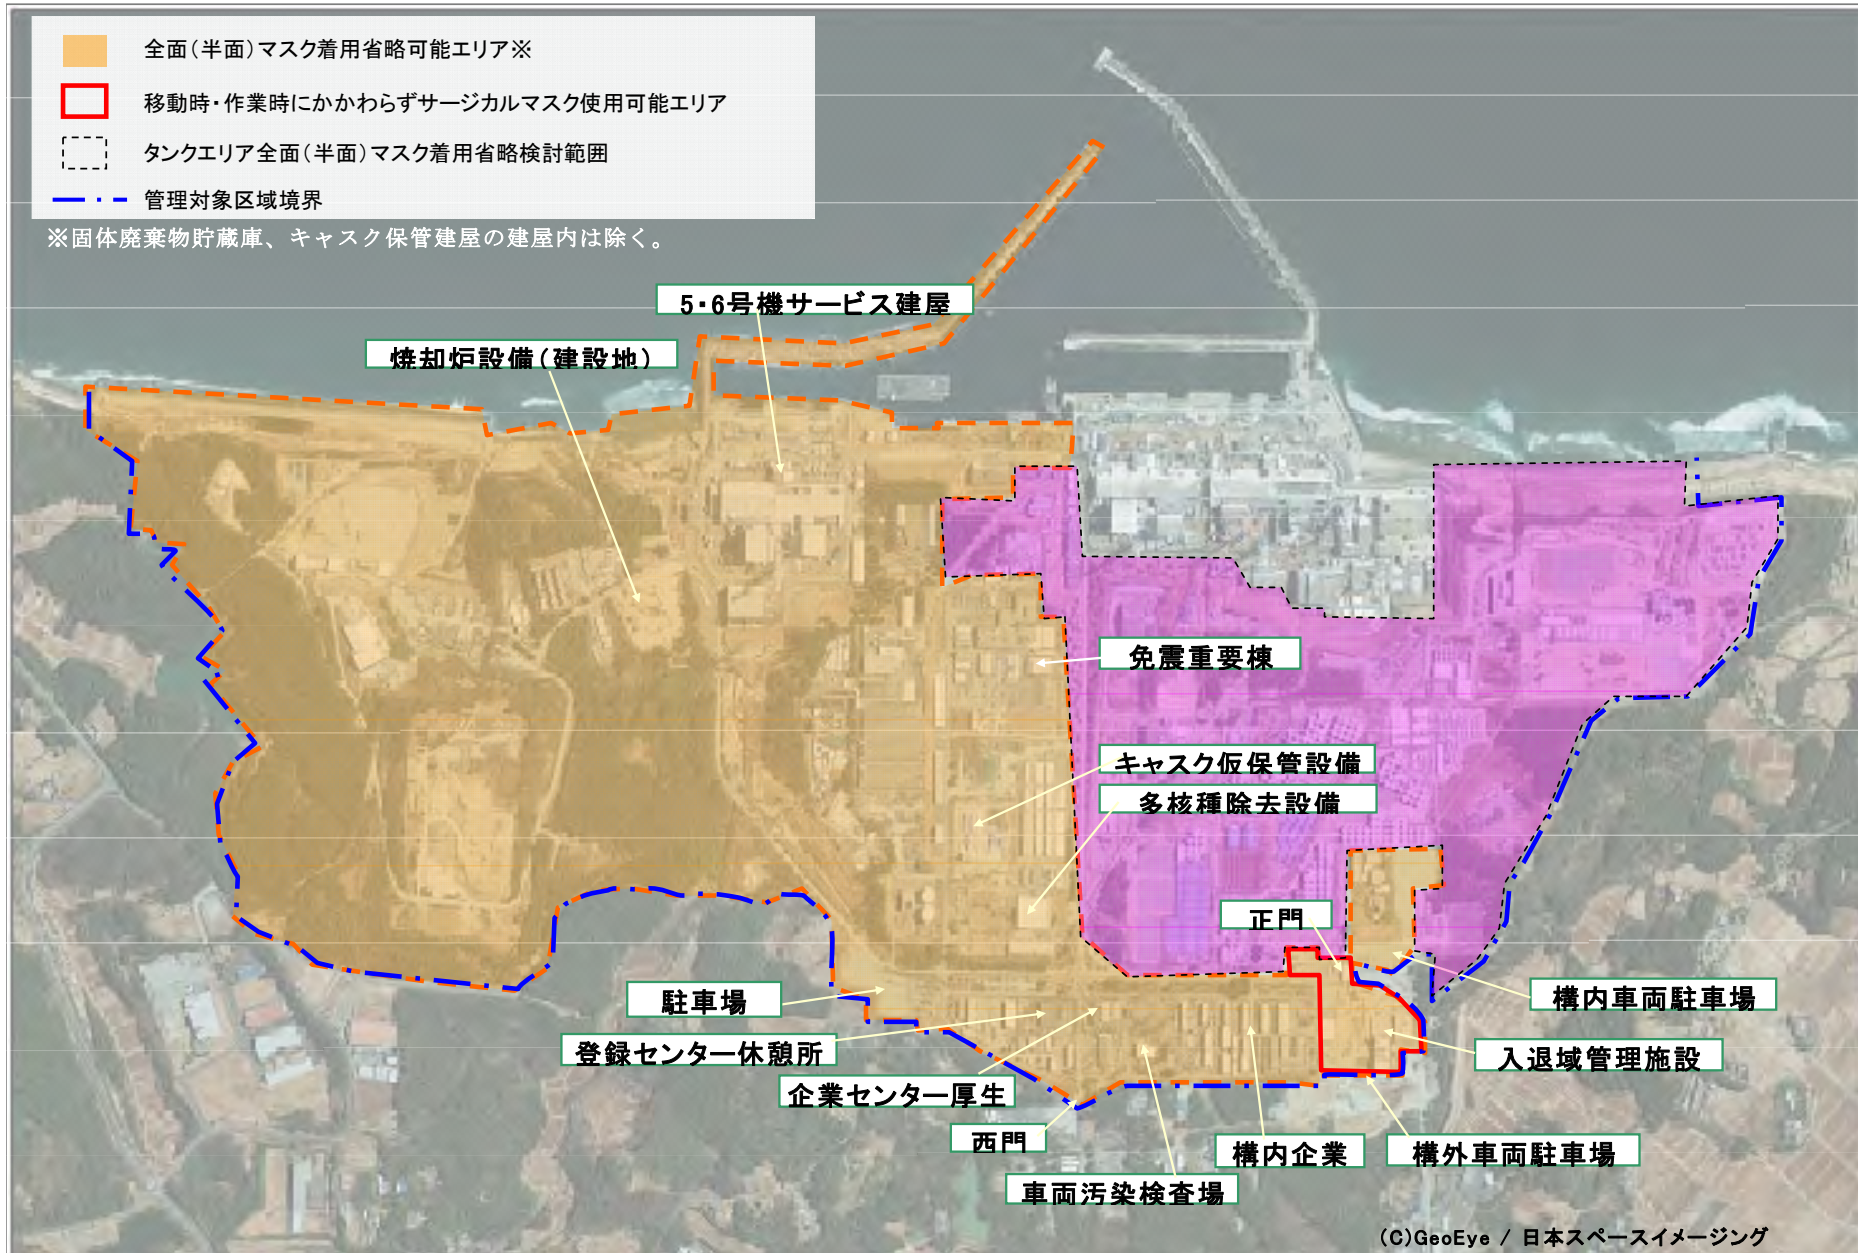 全面(半面)マスク着用省略可能エリア※
移動時・作業時にかかわらずサージカルマスク使用可能エリア
タンクエリア全面(半面)マスク着用省略検討範囲
管理対象区域境界
※固体廃棄物貯蔵庫、キャスク保管建屋の建屋内は除く。
5・6号機サービス建屋
焼却炉設備(建設地)
免震重要棟
キャスク仮保管設備
多核種除去設備
正門
駐車場
構内車両駐車場
登録センター休憩所
入退域管理施設
企業センター厚生
西門
構内企業
構外車両駐車場
車両汚染検査場
(C)GeoEye / 日本スペースイメージング